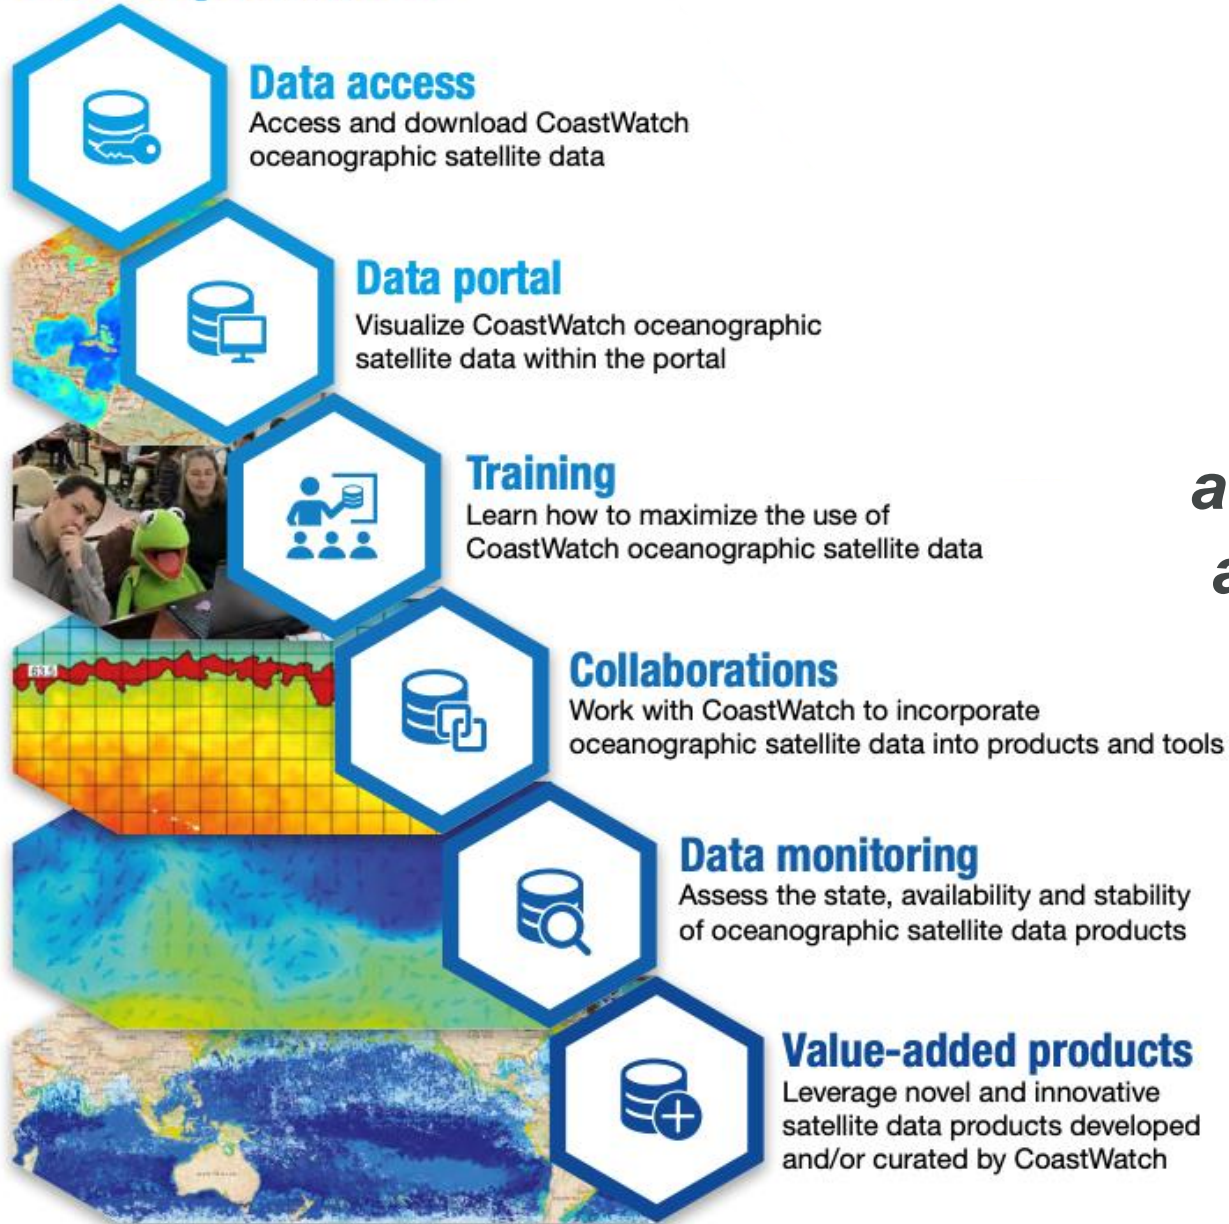 Data access
Access and download CoastWatch
oceanographic satellite data
Data portal
Visualize CoastWatch oceanographic
satellite data within the portal
Training
Learn how to maximize the use of
CoastWatch oceanographic satellite data
a
a
Collaborations
Work with CoastWatch to incorporate
oceanographic satellite data into products and tools
63.5
Data monitoring
Assess the state, availability and stability
of oceanographic satellite data products
Value-added products
Leverage novel and innovative
satellite data products developed
and/or curated by CoastWatch